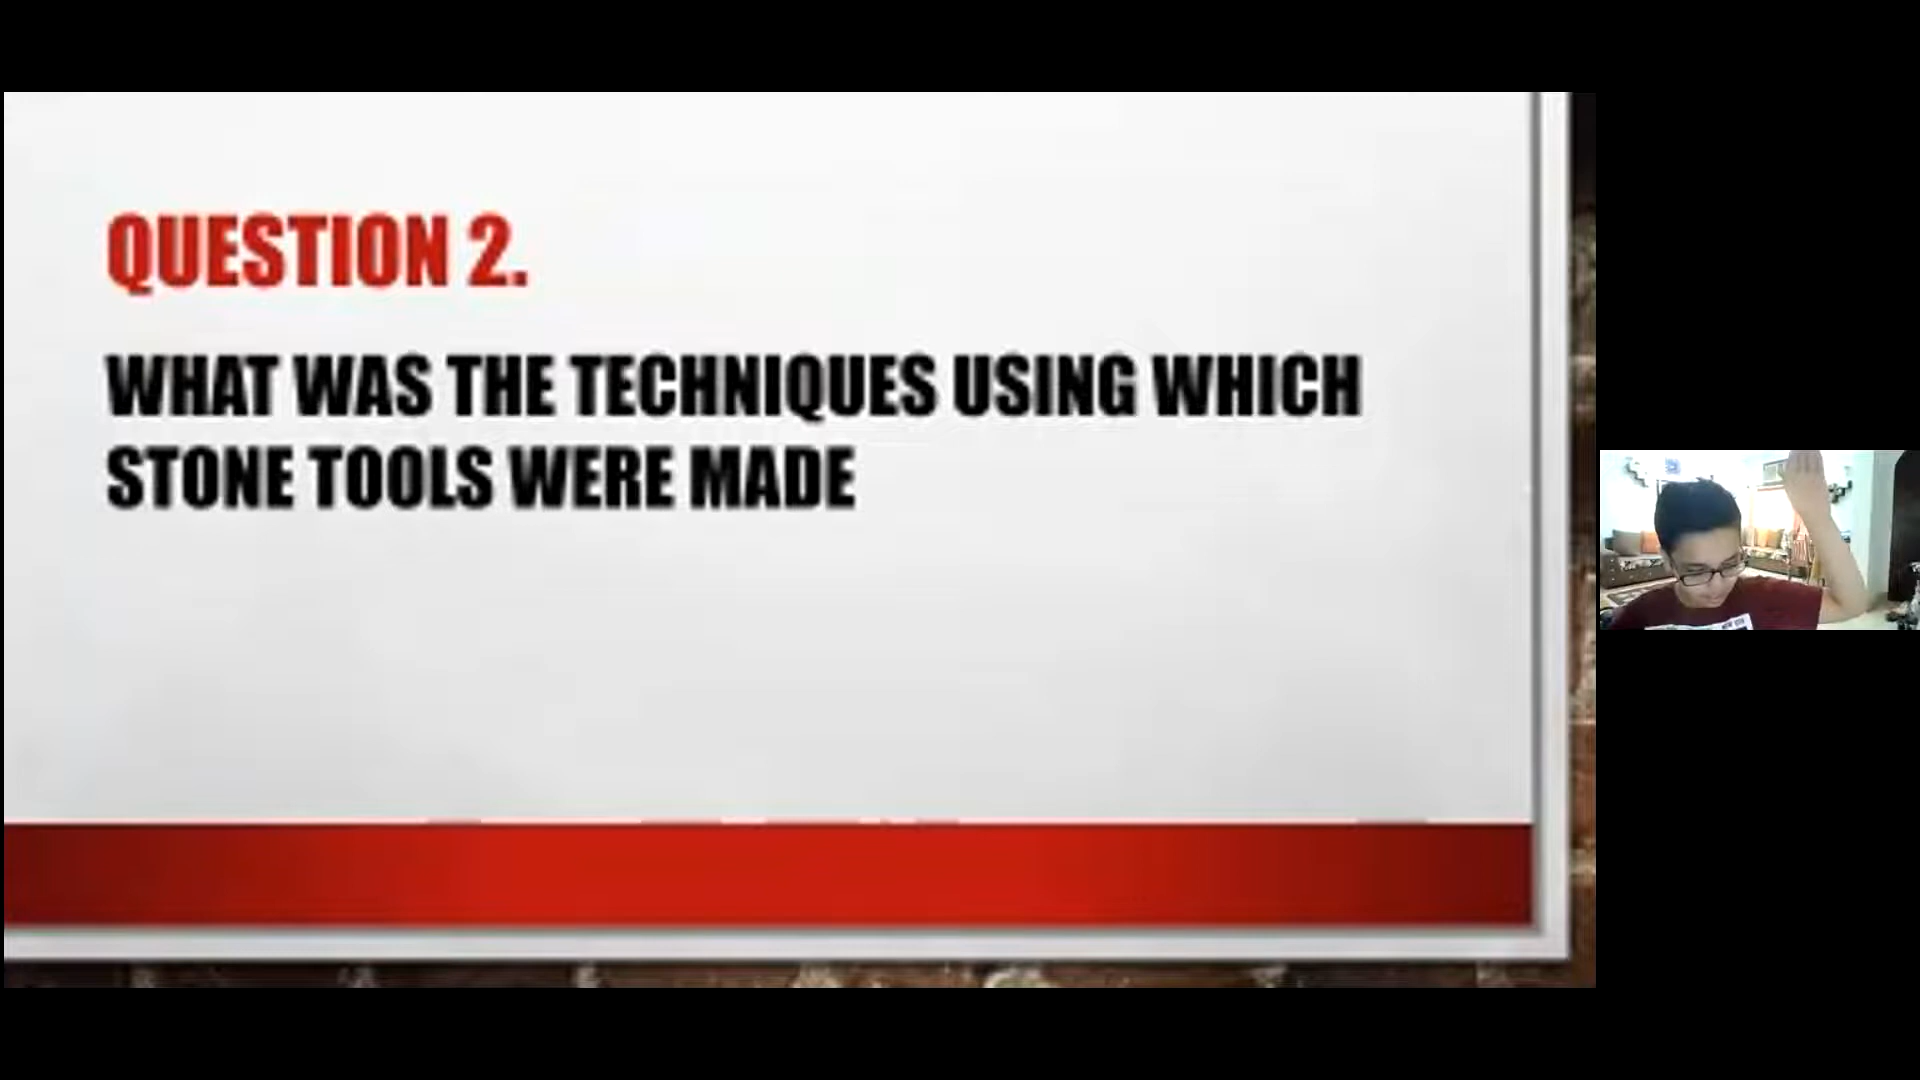 QUESTION 2.
WHAT WAS THE TECHNIQUES USING WHICH
STONE TOOLS WERE MADE